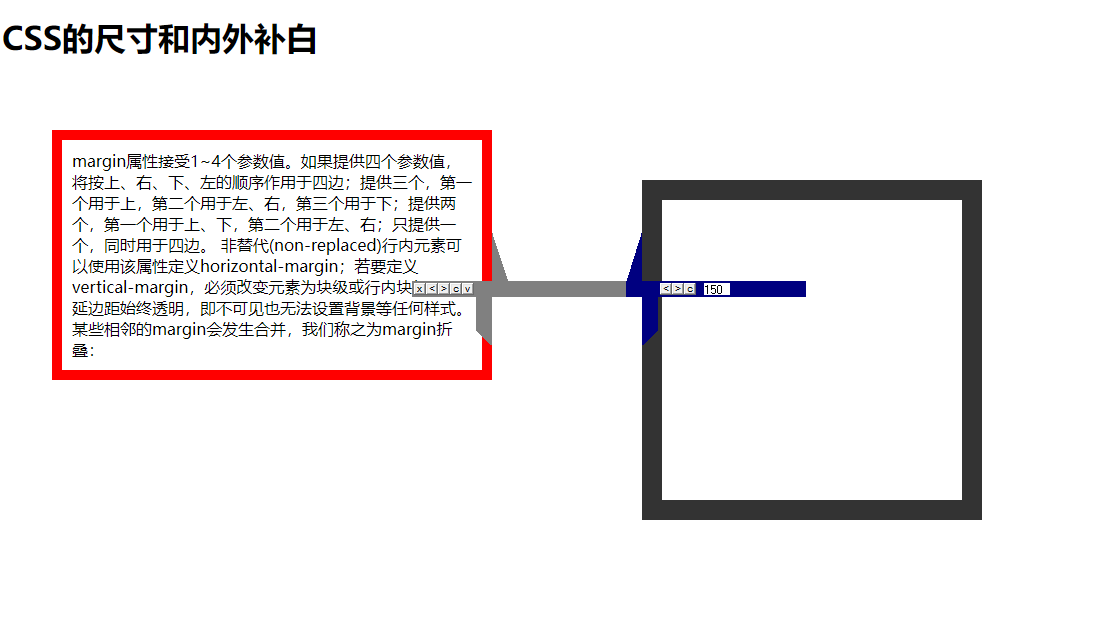 CSS的尺寸和内外补白
margin属性接受1~4个参数值。如果提供四个参数值，
将按上、右、下、左的顺序作用于四边；提供三个，第一
个用于上，第二个用于左、右，第三个用于下；提供两
个，第一个用于上、下，第二个用于左、右；只提供一
个，同时用于四边。 非替代(non-replaced)行内元素可
以使用该属性定义horizontal-margin；若要定义
vertical-margin，必须改变元素为块级或行内块
x < > c v
< > c 150
延边距始终透明，即不可见也无法设置背景等任何样式。
某些相邻的margin会发生合并，我们称之为margin折
叠：